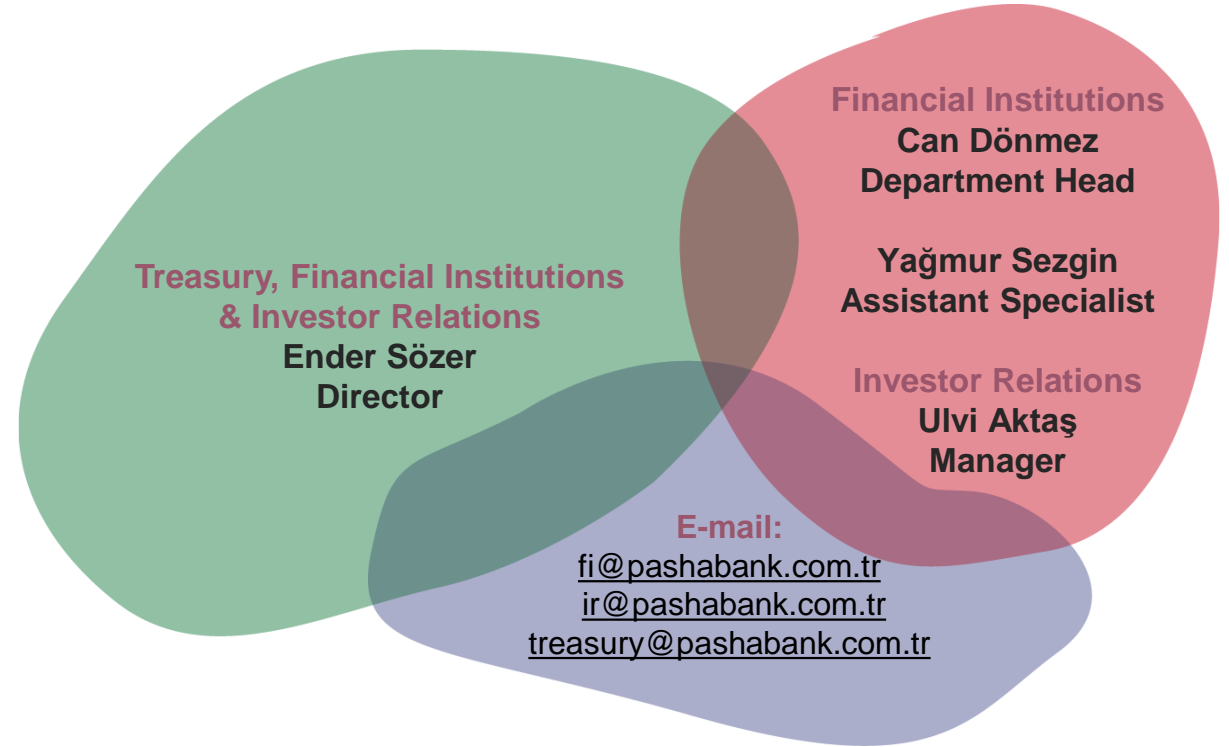 Treasury, Financial Institutions
& Investor Relations
Ender Sözer
Director
Financial Institutions
Can Dönmez
Department Head
Yağmur Sezgin
Assistant Specialist
Investor Relations
Ulvi Aktaş
Manager
E-mail:
fi@pashabank.com.tr
ir@pashabank.com.tr
treasury@pashabank.com.tr